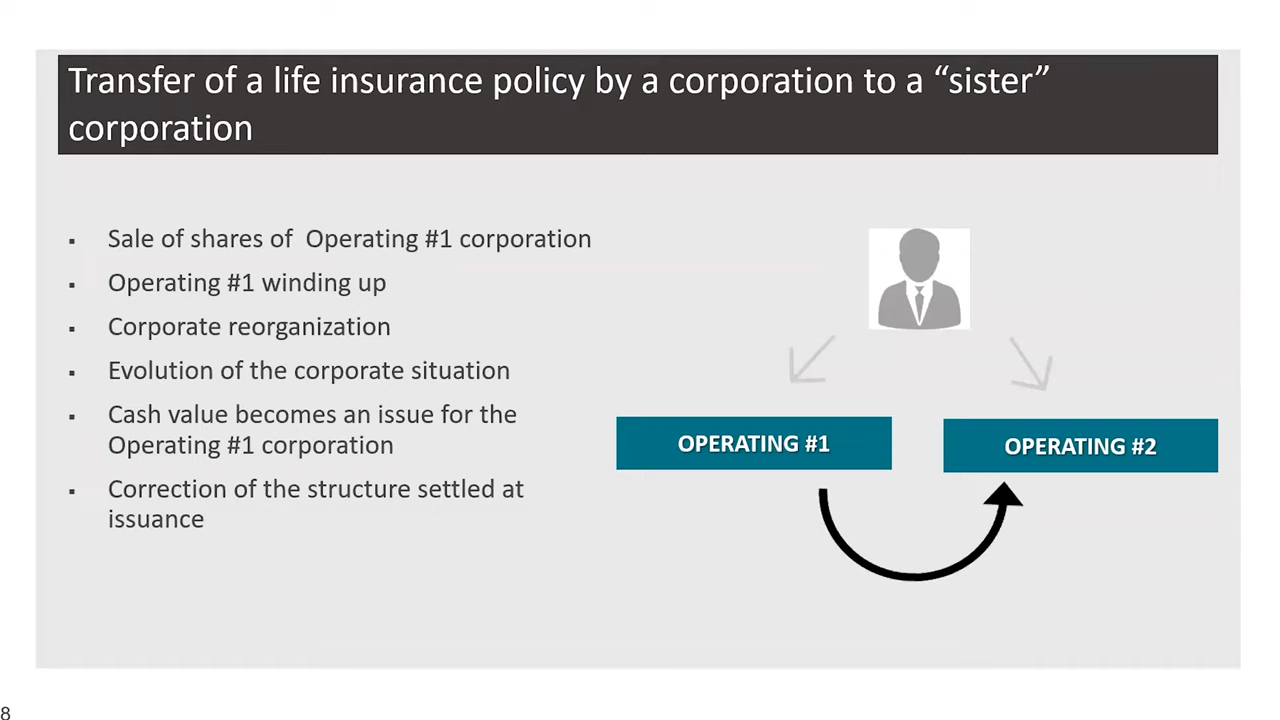 Transfer of a life insurance policy by a corporation to a “sister”
corporation
▪ Sale of shares of  Operating #1 corporation
▪ Operating #1 winding up
▪ Corporate reorganization
▪ Evolution of the corporate situation
▪ Cash value becomes an issue for the
Operating #1 corporation
▪ Correction of the structure settled at
issuance
OPERATING #1
OPERATING #2
8